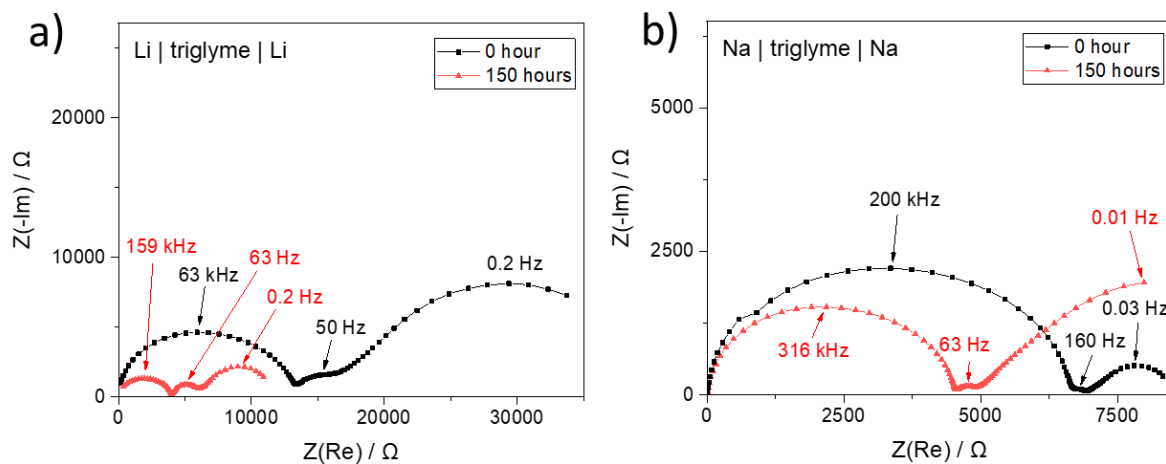 a)
Li | triglyme | Li
0 hour
150 hours
20000
10000
0
Z(-Im) / Ω
159 kHz
63 kHz
63 Hz
0.2 Hz
50 Hz
0.2 Hz
0
10000
20000
30000
Z(Re) / Ω
b)
Na | triglyme | Na
0 hour
150 hours
5000
2500
0
Z(-Im) / Ω
200 kHz
316 kHz
63 Hz
160 Hz
0.03 Hz
0.01 Hz
0
2500
5000
7500
Z(Re) / Ω